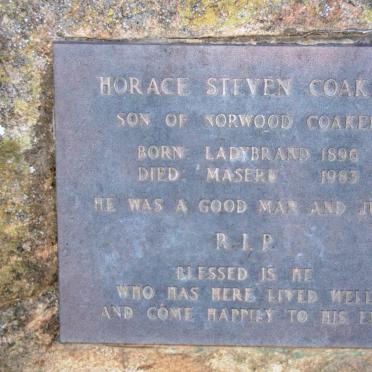 HORACE STEVEN COAK
SON OF NORWOOD COAKE
BORN LADYBRAND 1896
DIED MASERU 1983
HE WAS A GOOD MAN AND JU
R.I.P.
BLESSED IS HE
WHO HAS HERE LIVED WELL
AND COME HAPPILY TO HIS E